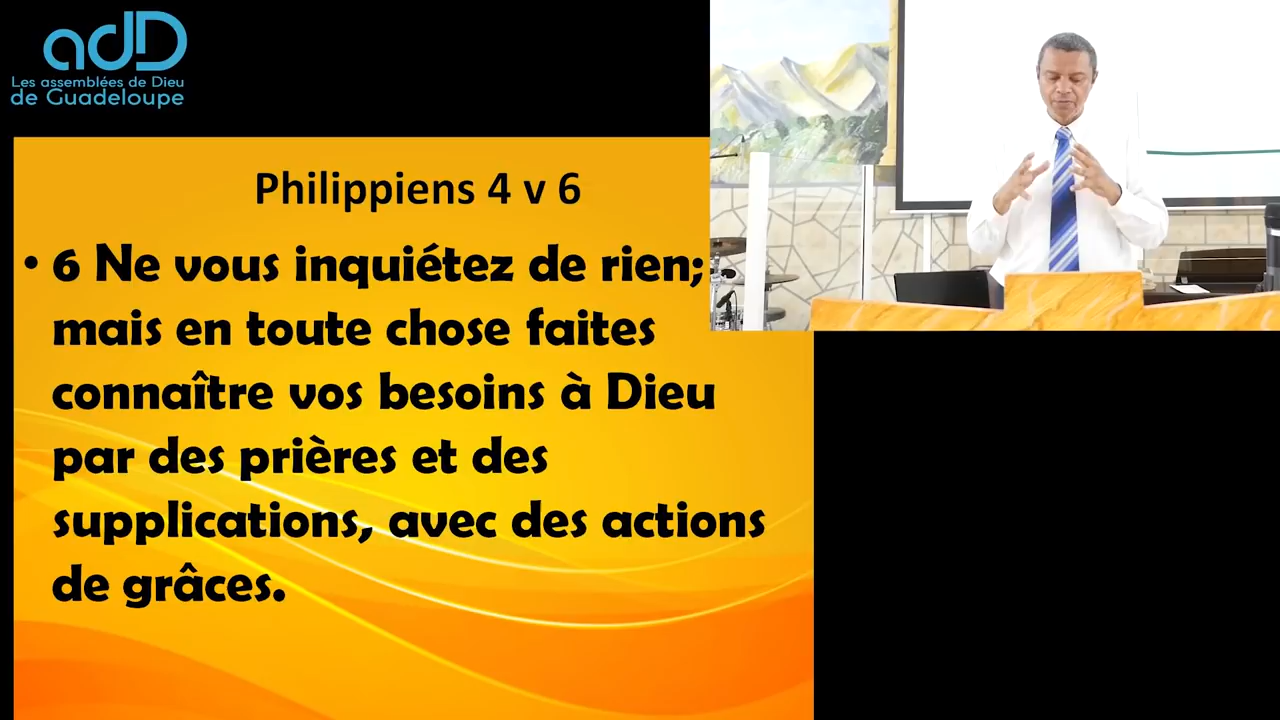 adD
Les assemblées de Dieu
de Guadeloupe
Philippiens 4 v 6
• 6 Ne vous inquiétez de rien;
mais en toute chose faites
connaître vos besoins à Dieu
par des prières et des
supplications, avec des actions
de grâces.